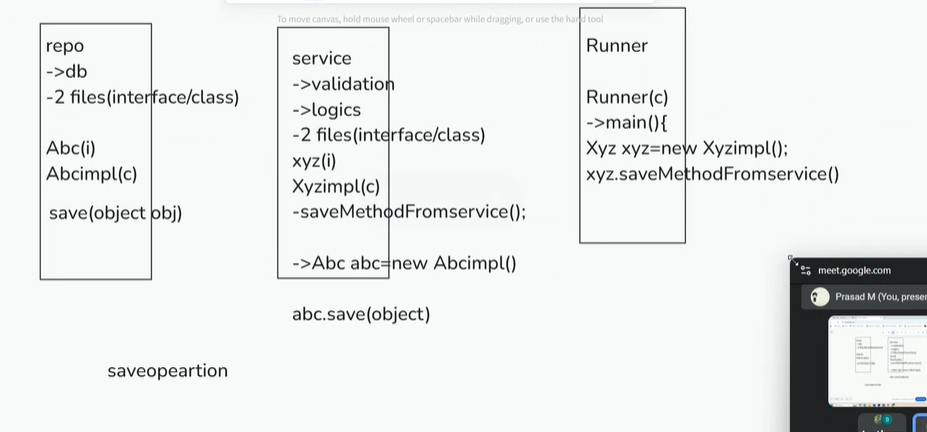 To move canvas, hold mouse wheel or spacebar while dragging, or use the hand tool
repo
->db
-2 files(interface/class)
Abc(i)
Abcimpl(c)
save(object obj)
service
->validation
->logics
-2 files(interface/class)
xyz(i)
Xyzimpl(c)
-saveMethodFromservice();
->Abc abc=new Abcimpl()
abc.save(object)
Runner
Runner(c)
->main(){
Xyz xyz=new Xyzimpl();
xyz.saveMethodFromservice()
saveopeartion
meet.google.com
Prasad M (You, presen